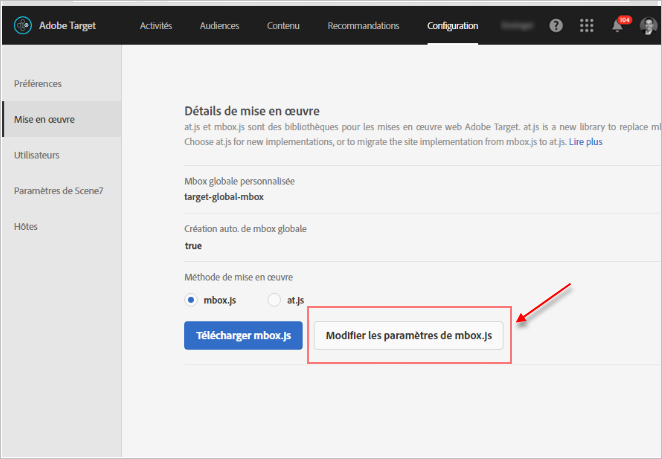 Adobe Target Activités Audiences Contenu Recommandations Configuration 104
Préférences
Mise en œuvre
Utilisateurs
Paramètres de Scene7
Hôtes
Détails de mise en œuvre
at.js et mbox.js sont des bibliothèques pour les mises en œuvre web Adobe Target. at.js is a new library to replace
Choose at.js for new implementations, or to migrate the site implementation from mbox.js to at.js. Lire plus
Mbox globale personnalisée
target-global-mbox
Création auto. de mbox globale
true
Méthode de mise en œuvre
mbox.js at.js
Télécharger mbox.js Modifier les paramètres de mbox.js